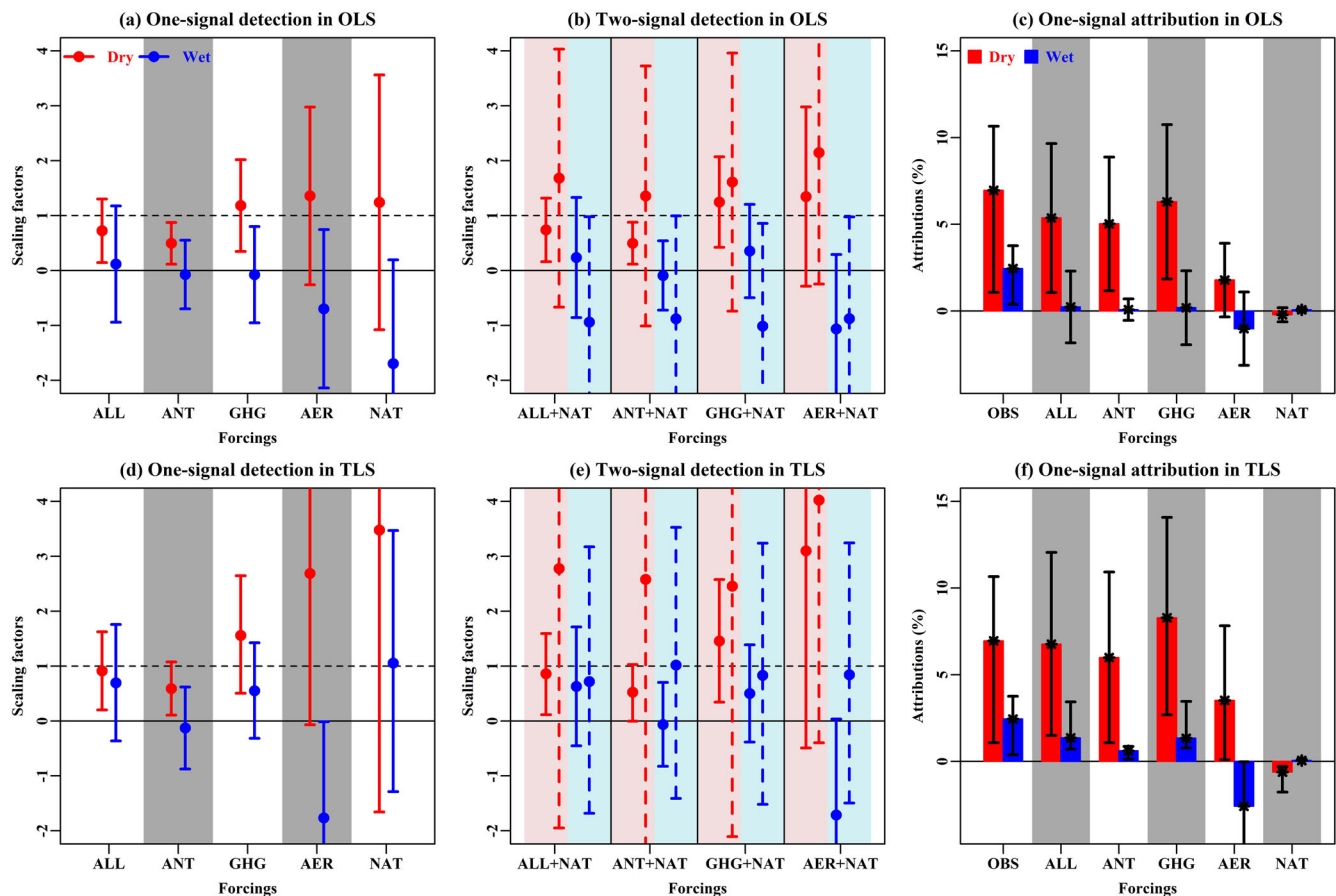 (a) One-signal detection in OLS
Scaling factors
4
3
2
1
0
-1
-2
Dry Wet
ALL ANT GHG AER NAT
Forcings
(b) Two-signal detection in OLS
Scaling factors
4
3
2
1
0
-1
-2
ALL+NAT ANT+NAT GHG+NAT AER+NAT
Forcings
(c) One-signal attribution in OLS
Attributions (%)
15
10
5
0
Dry Wet
OBS ALL ANT GHG AER NAT
Forcings
(d) One-signal detection in TLS
Scaling factors
4
3
2
1
0
-1
-2
ALL ANT GHG AER NAT
Forcings
(e) Two-signal detection in TLS
Scaling factors
4
3
2
1
0
-1
-2
ALL+NAT ANT+NAT GHG+NAT AER+NAT
Forcings
(f) One-signal attribution in TLS
Attributions (%)
15
10
5
0
OBS ALL ANT GHG AER NAT
Forcings